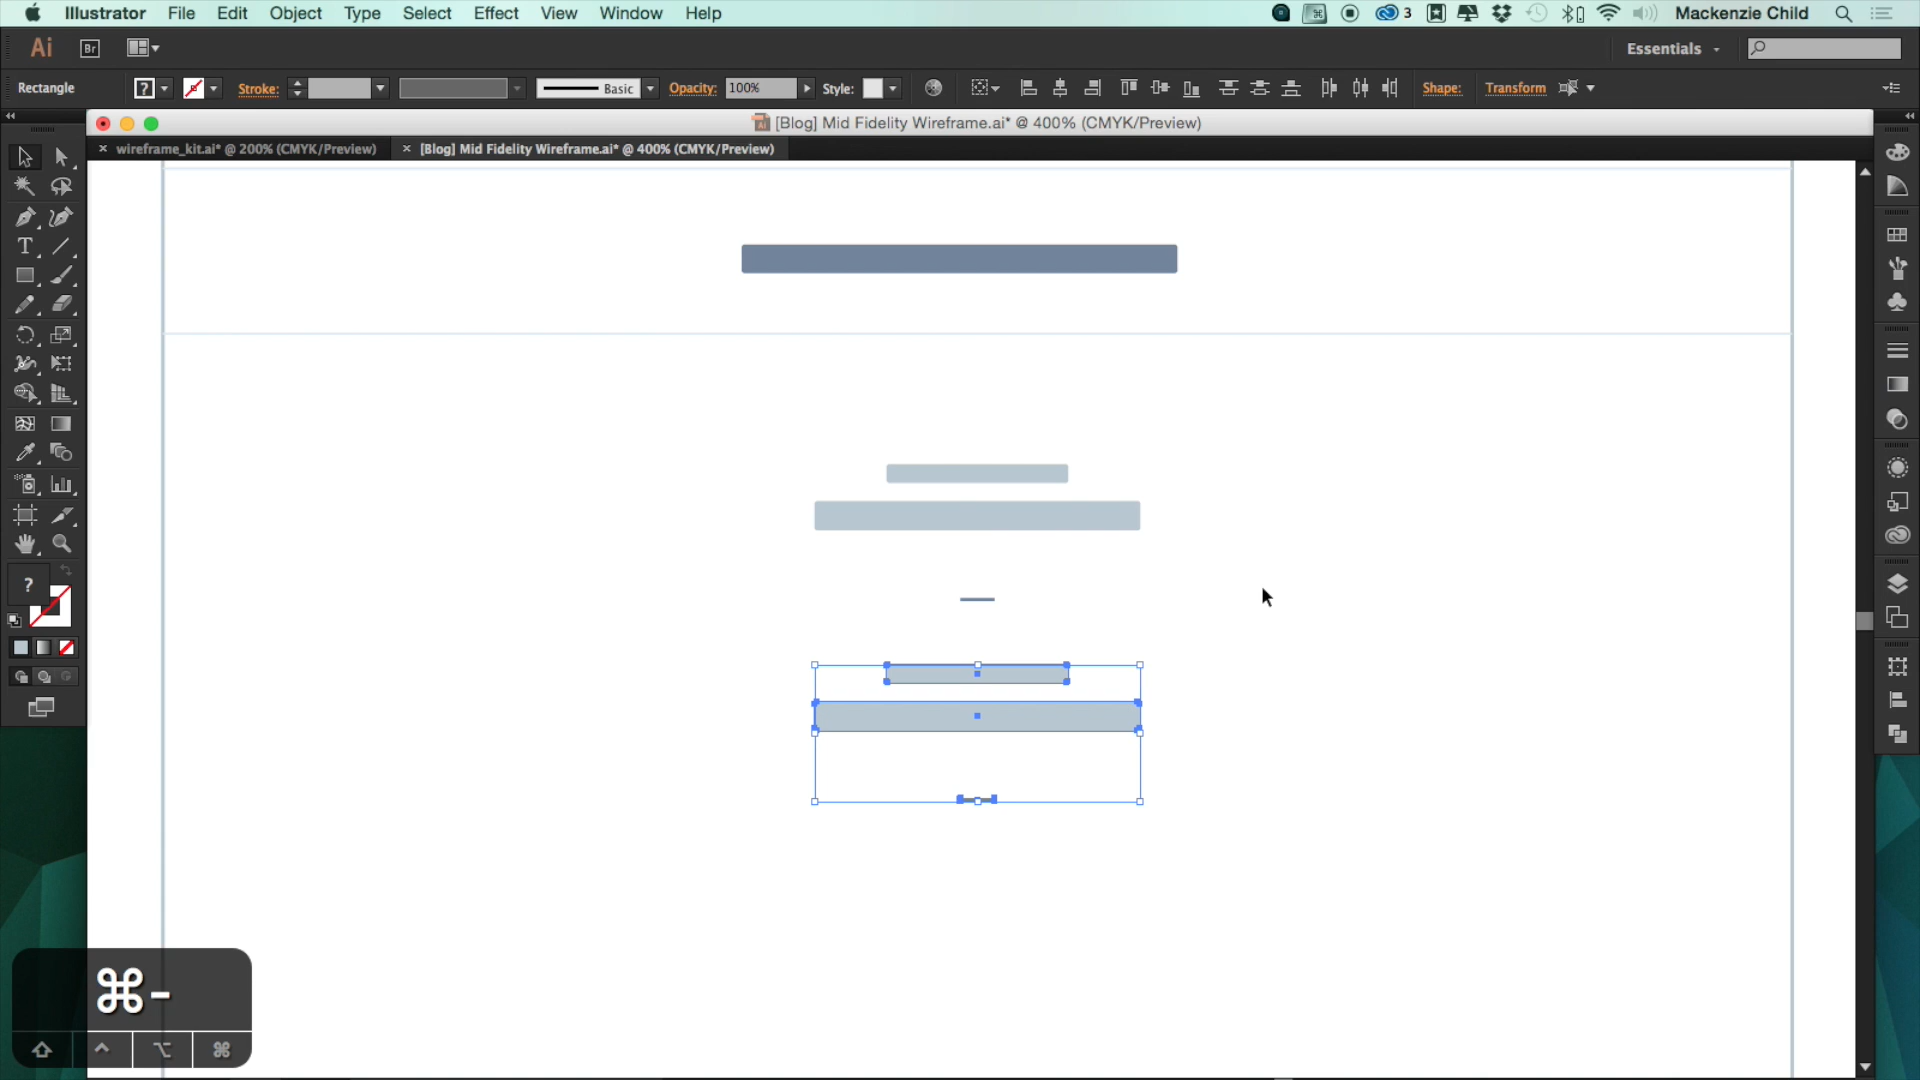 Illustrator File Edit Object Type Select Effect View Window Help 3 Mackenzie Child
Ai Br Essentials
Rectangle ? Stroke: Basic Opacity: 100% Style: Shape: Transform
[Blog] Mid Fidelity Wireframe.ai* @ 400% (CMYK/Preview)
× wireframe_kit.ai* @ 200% (CMYK/Preview) × [Blog] Mid Fidelity Wireframe.ai* @ 400% (CMYK/Preview)
T
?
⌘-
⇧ ⌃ ⌥ ⌘